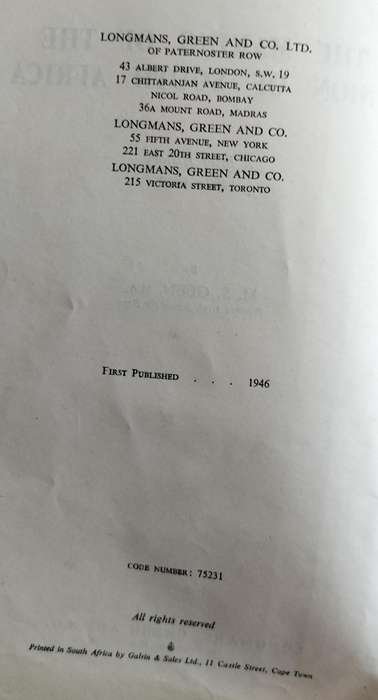 LONGMANS, GREEN AND CO. LTD.
OF PATERNOSTER ROW
43 ALBERT DRIVE, LONDON, S.W. 19
17 CHITTARANJAN AVENUE, CALCUTTA
NICOL ROAD, BOMBAY
36A MOUNT ROAD, MADRAS
LONGMANS, GREEN AND CO.
55 FIFTH AVENUE, NEW YORK
221 EAST 20TH STREET, CHICAGO
LONGMANS, GREEN AND CO.
215 VICTORIA STREET, TORONTO
FIRST PUBLISHED . . . 1946
CODE NUMBER: 75231
All rights reserved
Printed in South Africa by Galvin & Sales Ltd., 11 Castle Street, Cape Town